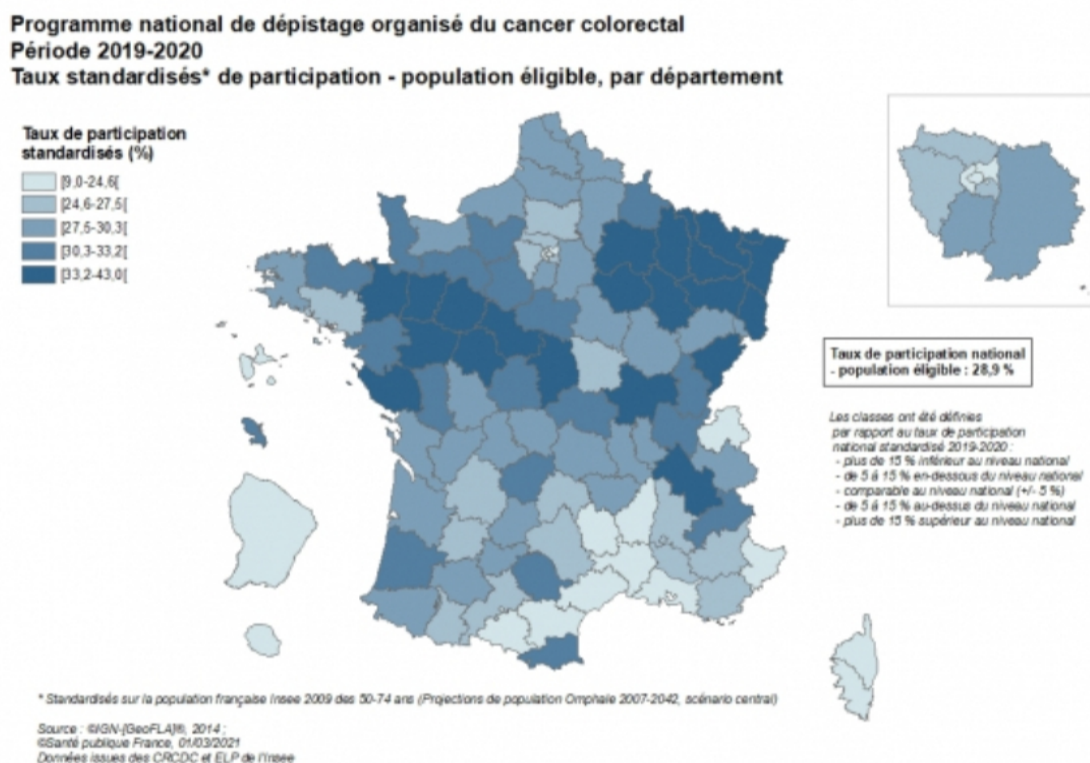 Programme national de dépistage organisé du cancer colorectal
Période 2019-2020
Taux standardisés* de participation - population éligible, par département
Taux de participation
standardisés (%)
[9,0-24,6[
[24,6-27,5[
[27,5-30,3[
[30,3-33,2[
[33,2-43,0[
Taux de participation national
- population éligible : 28,9 %
Les classes ont été définies
par rapport au taux de participation
national standardisé 2019-2020 :
- plus de 15 % inférieur au niveau national
- de 5 à 15 % en-dessous du niveau national
- comparable au niveau national (+/- 5 %)
- de 5 à 15 % au-dessus du niveau national
- plus de 15 % supérieur au niveau national
* Standardisés sur la population française Insee 2009 des 50-74 ans (Projections de population Omphale 2007-2042, scénario central)
Source : ©IGN-[GeoFLA]®, 2014 ;
©Santé publique France, 01/03/2021
Données issues des CRCDC et ELP de l'Insee